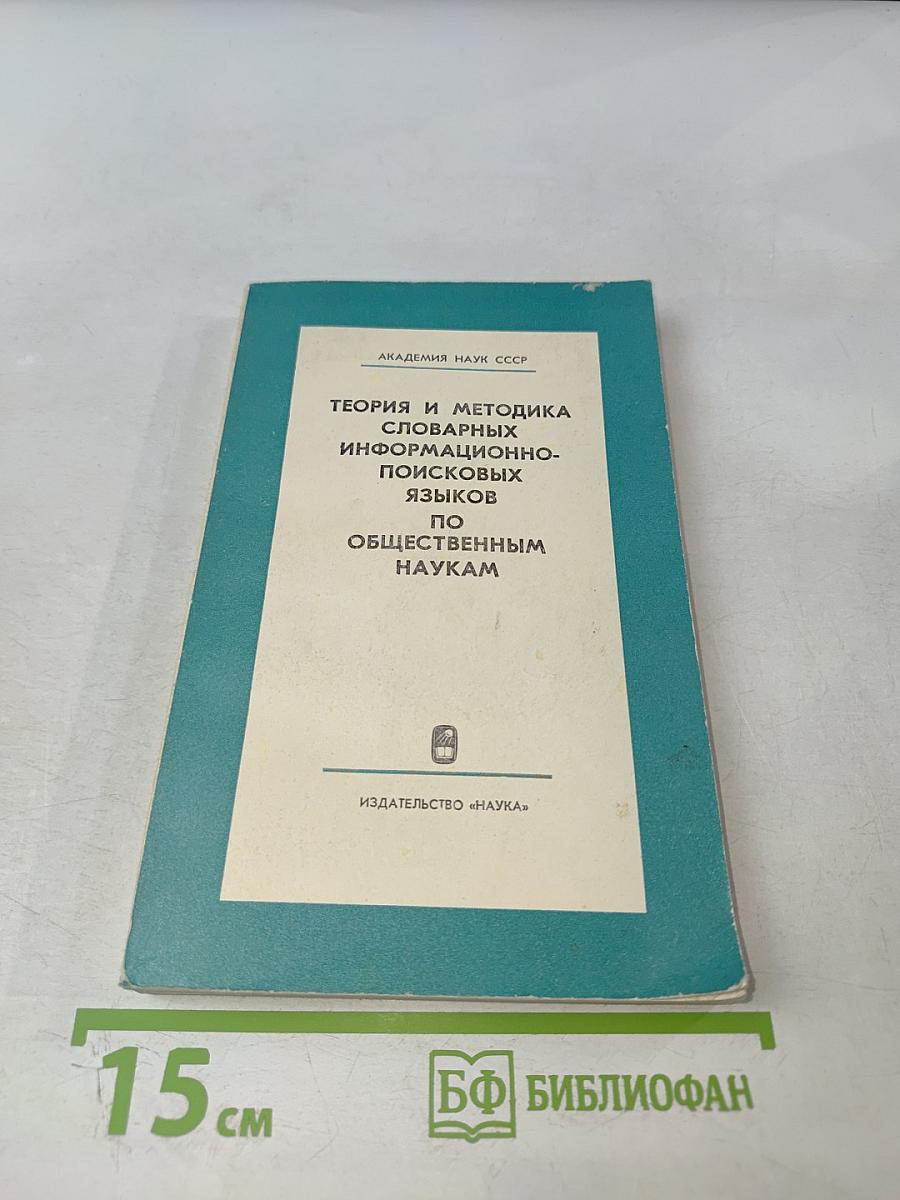 АКАДЕМИЯ НАУК СССР
ТЕОРИЯ И МЕТОДИКА
СЛОВАРНЫХ
ИНФОРМАЦИОННО-
ПОИСКОВЫХ
ЯЗЫКОВ
ПО
ОБЩЕСТВЕННЫМ
НАУКАМ
ИЗДАТЕЛЬСТВО «НАУКА»
15 см
БФ БИБЛИОФАН